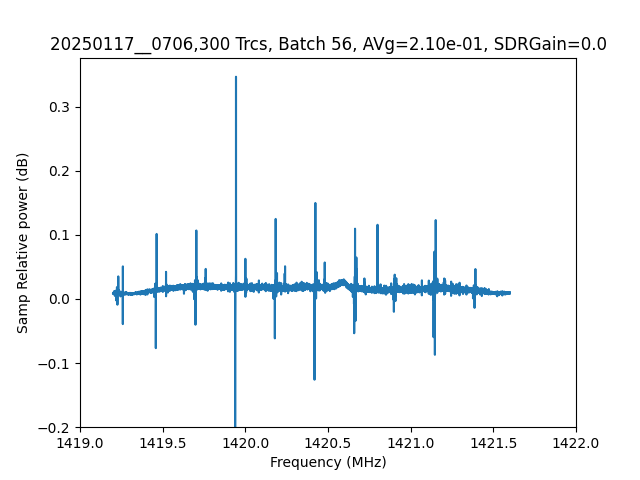 20250117__0706,300 Trcs, Batch 56, AVg=2.10e-01, SDRGain=0.0
Samp Relative power (dB)
0.3
0.2
0.1
0.0
−0.1
−0.2
1419.0 1419.5 1420.0 1420.5 1421.0 1421.5 1422.0
Frequency (MHz)